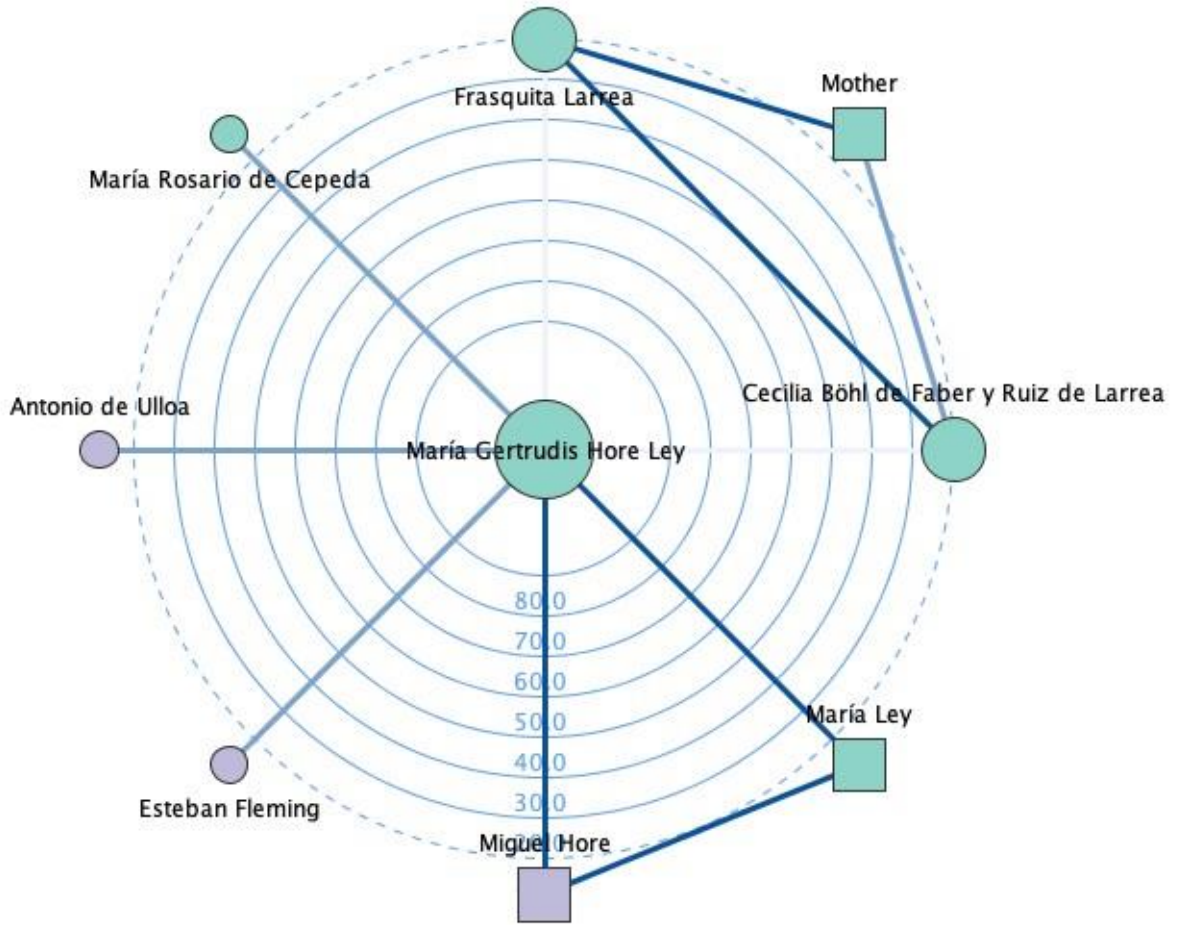 Mother
Frasquita Larrea
María Rosario de Cepeda
Cecilia Böhl de Faber y Ruiz de Larrea
Antonio de Ulloa
María Gertrudis Hore Ley
80.0
70.0
60.0
50.0
María Ley
40.0
30.0
Esteban Fleming
Miguel Hore